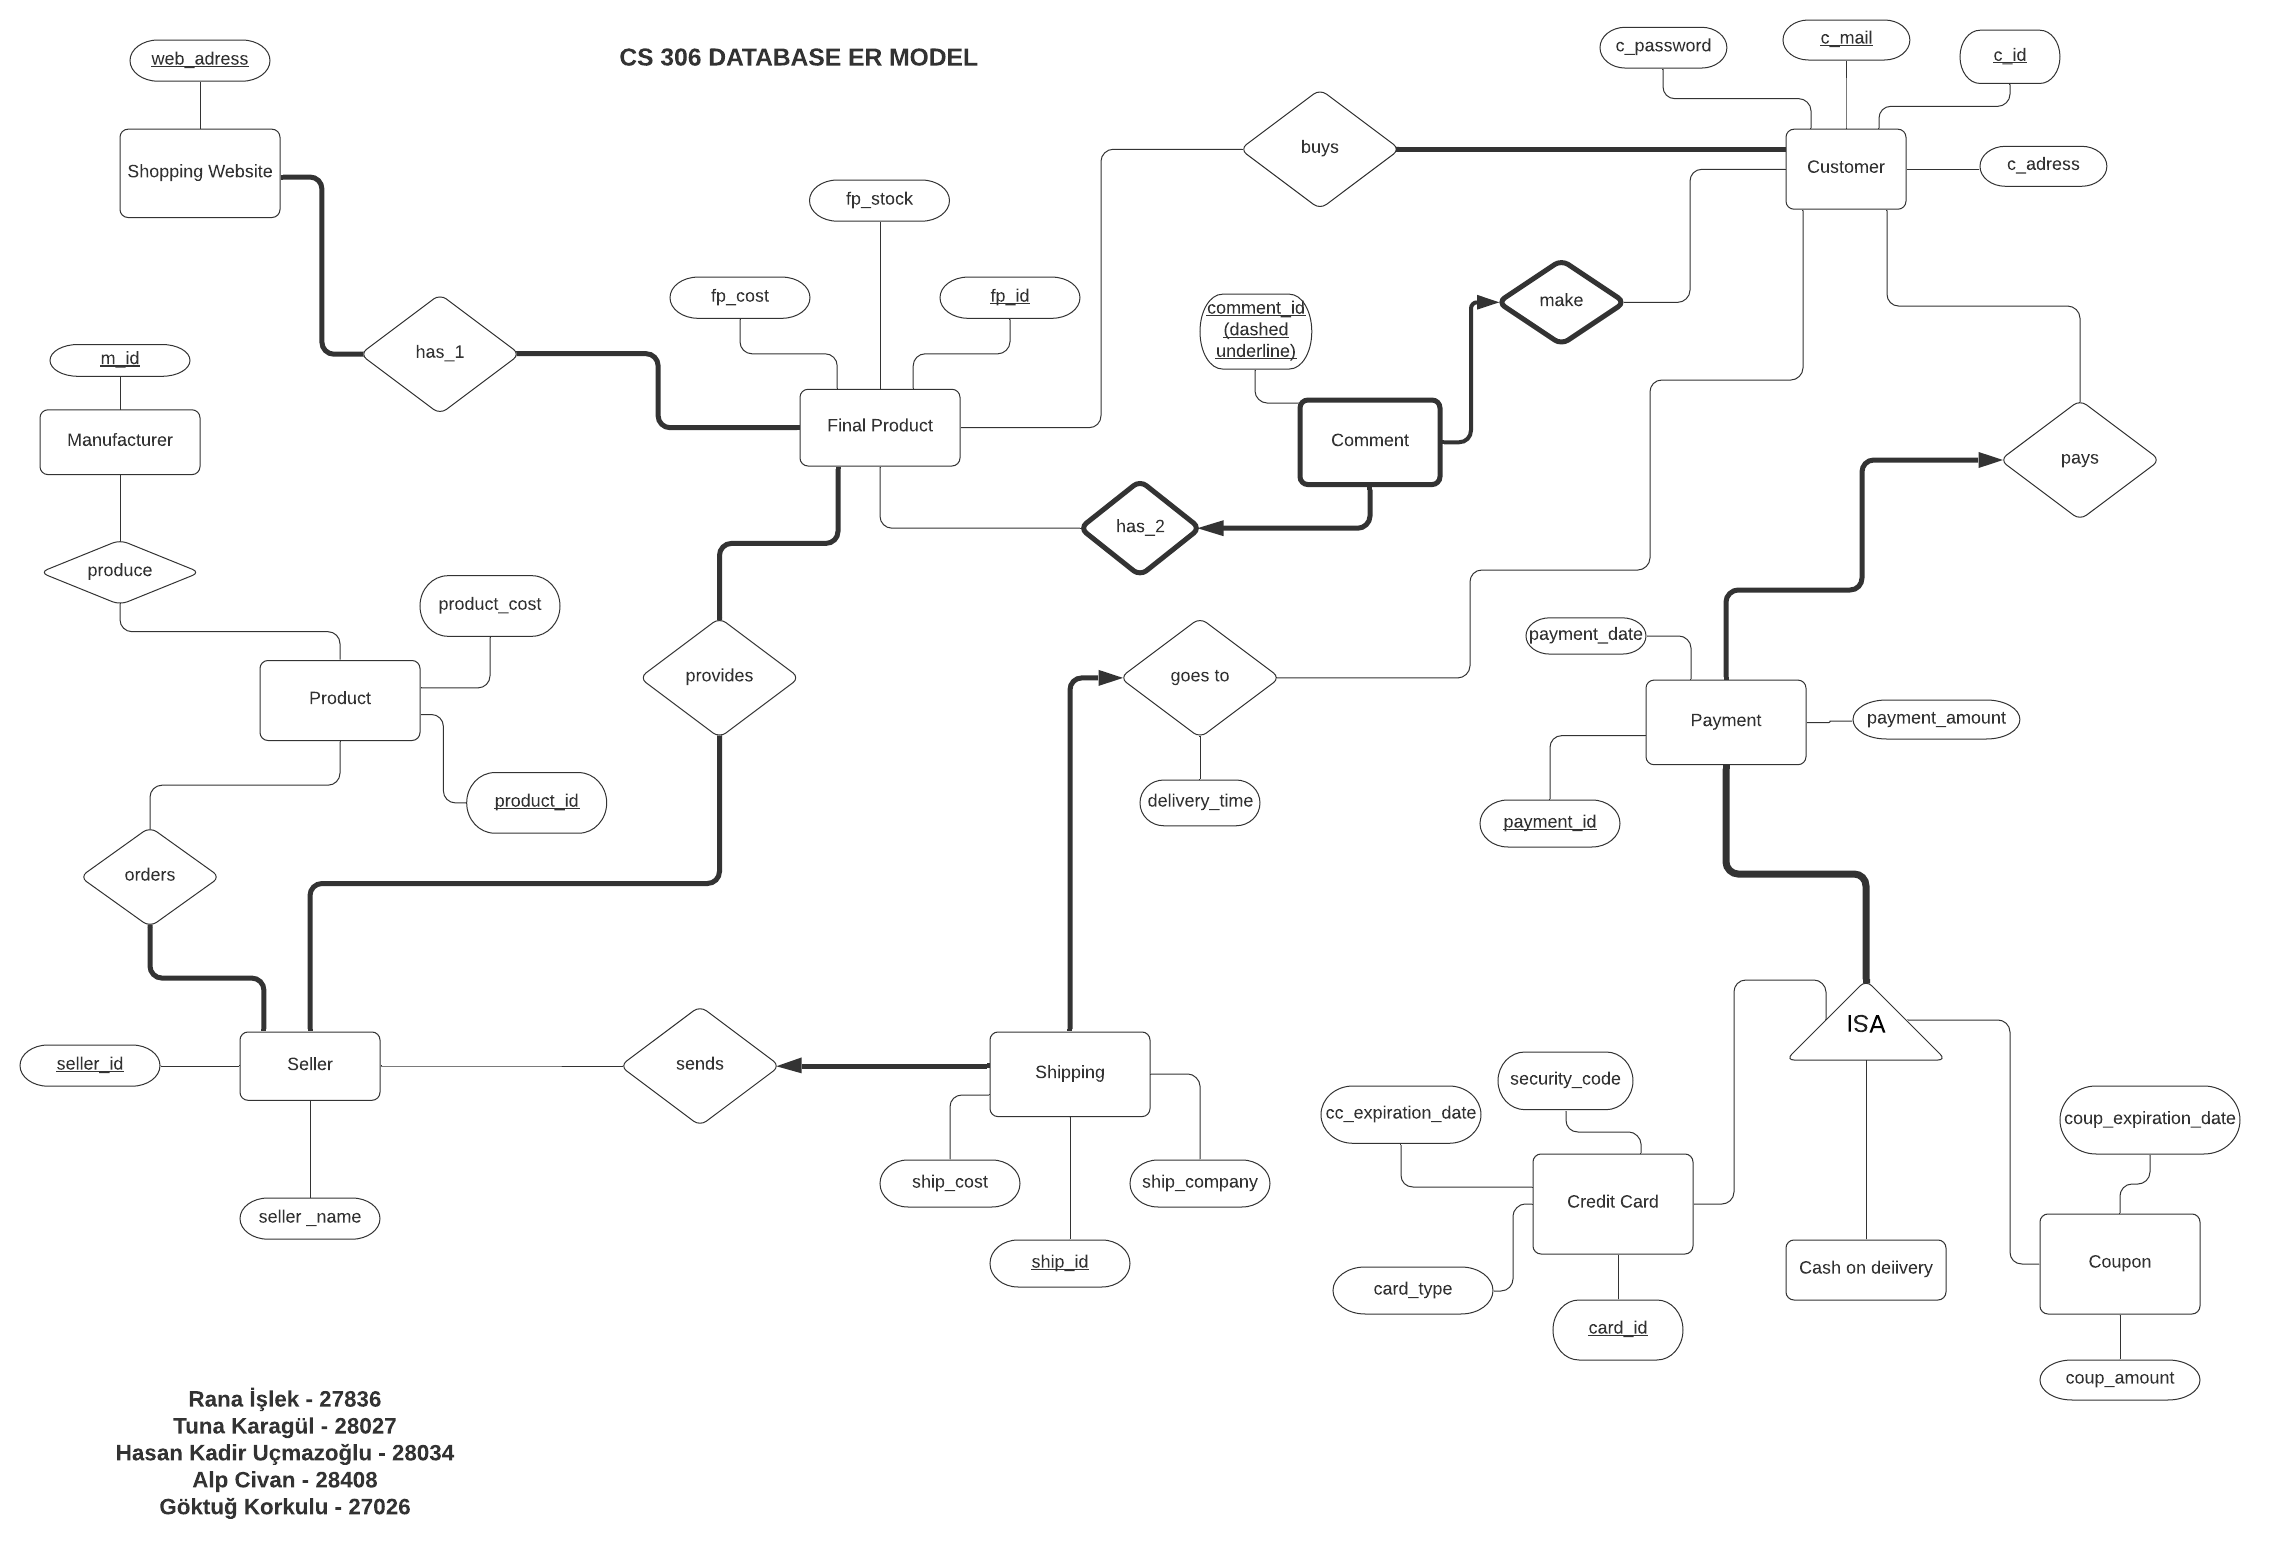 CS 306 DATABASE ER MODEL
web_adress
Shopping Website
c_password
c_mail
c_id
buys
Customer
c_adress
fp_stock
fp_cost
fp_id
has_1
Final Product
comment_id
(dashed
underline)
make
Comment
has_2
pays
m_id
Manufacturer
produce
product_cost
Product
product_id
provides
goes to
delivery_time
payment_date
Payment
payment_amount
payment_id
orders
seller_id
Seller
seller _name
sends
Shipping
ship_cost
ship_company
ship_id
ISA
security_code
cc_expiration_date
Credit Card
card_type
card_id
Cash on deiivery
coup_expiration_date
Coupon
coup_amount
Rana İşlek - 27836
Tuna Karagül - 28027
Hasan Kadir Uçmazoğlu - 28034
Alp Civan - 28408
Göktuğ Korkulu - 27026